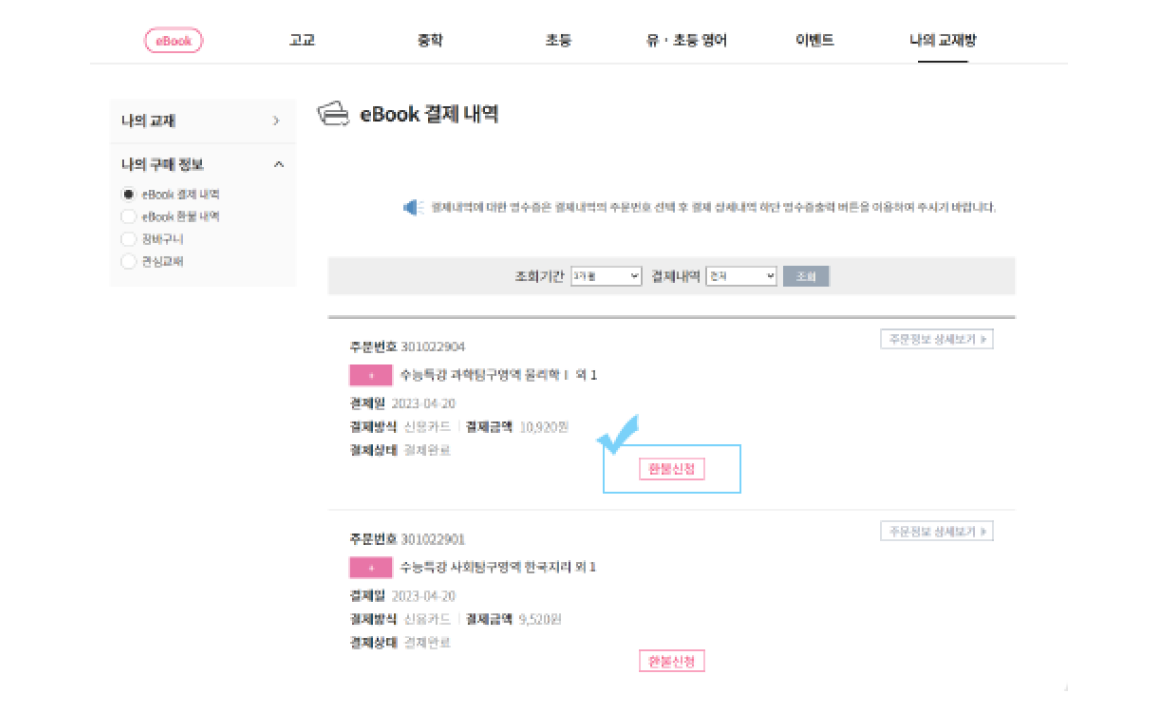 eBook 고교 중학 초등 유 · 초등 영어 이벤트 나의 교재방
나의 교재
나의 구매 정보
eBook 결제 내역
eBook 환불 내역
장바구니
관심교재
eBook 결제 내역
결제내역에 대한 영수증은 결제내역의 주문번호 선택 후 결제 상세내역 하단 영수증출력 버튼을 이용하여 주시기 바랍니다.
조회기간 3개월 결제내역 전체 조회
주문번호 301022904 주문정보 상세보기
+ 수능특강 과학탐구영역 물리학Ⅰ 외 1
결제일 2023-04-20
결제방식 신용카드 결제금액 10,920원
결제상태 결제완료
환불신청
주문번호 301022901 주문정보 상세보기
+ 수능특강 사회탐구영역 한국지리 외 1
결제일 2023-04-20
결제방식 신용카드 결제금액 9,520원
결제상태 결제완료
환불신청